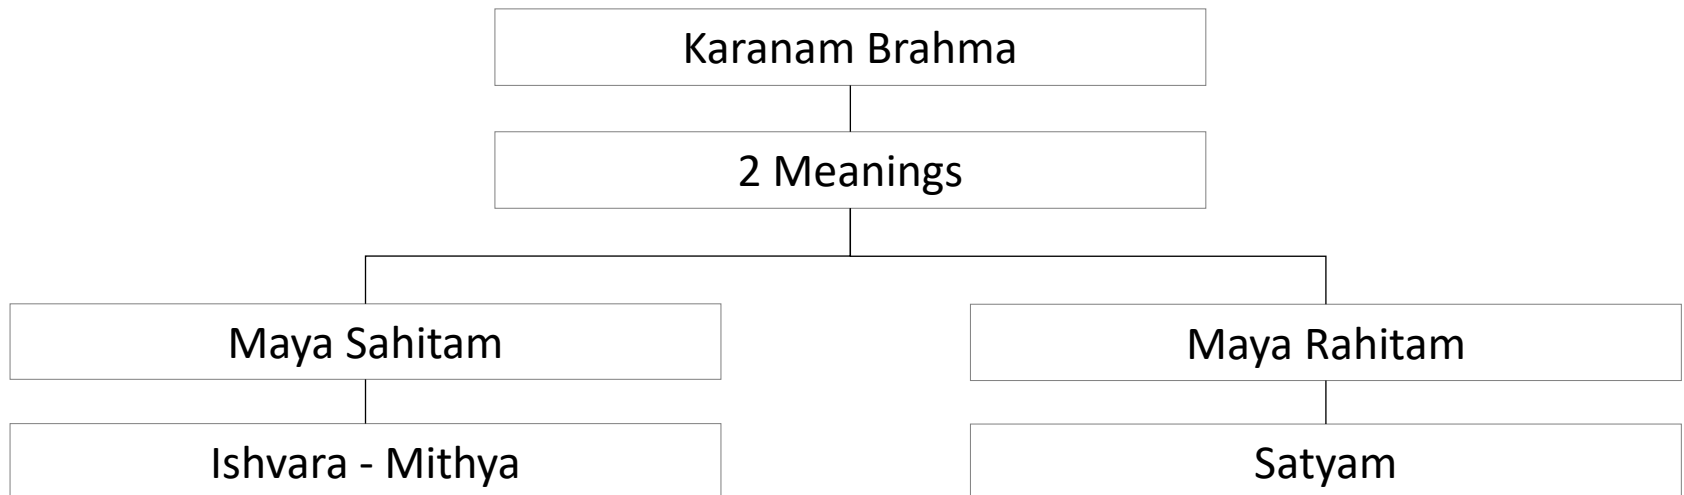 Karanam Brahma
2 Meanings
Maya Sahitam
Maya Rahitam
Ishvara - Mithya
Satyam